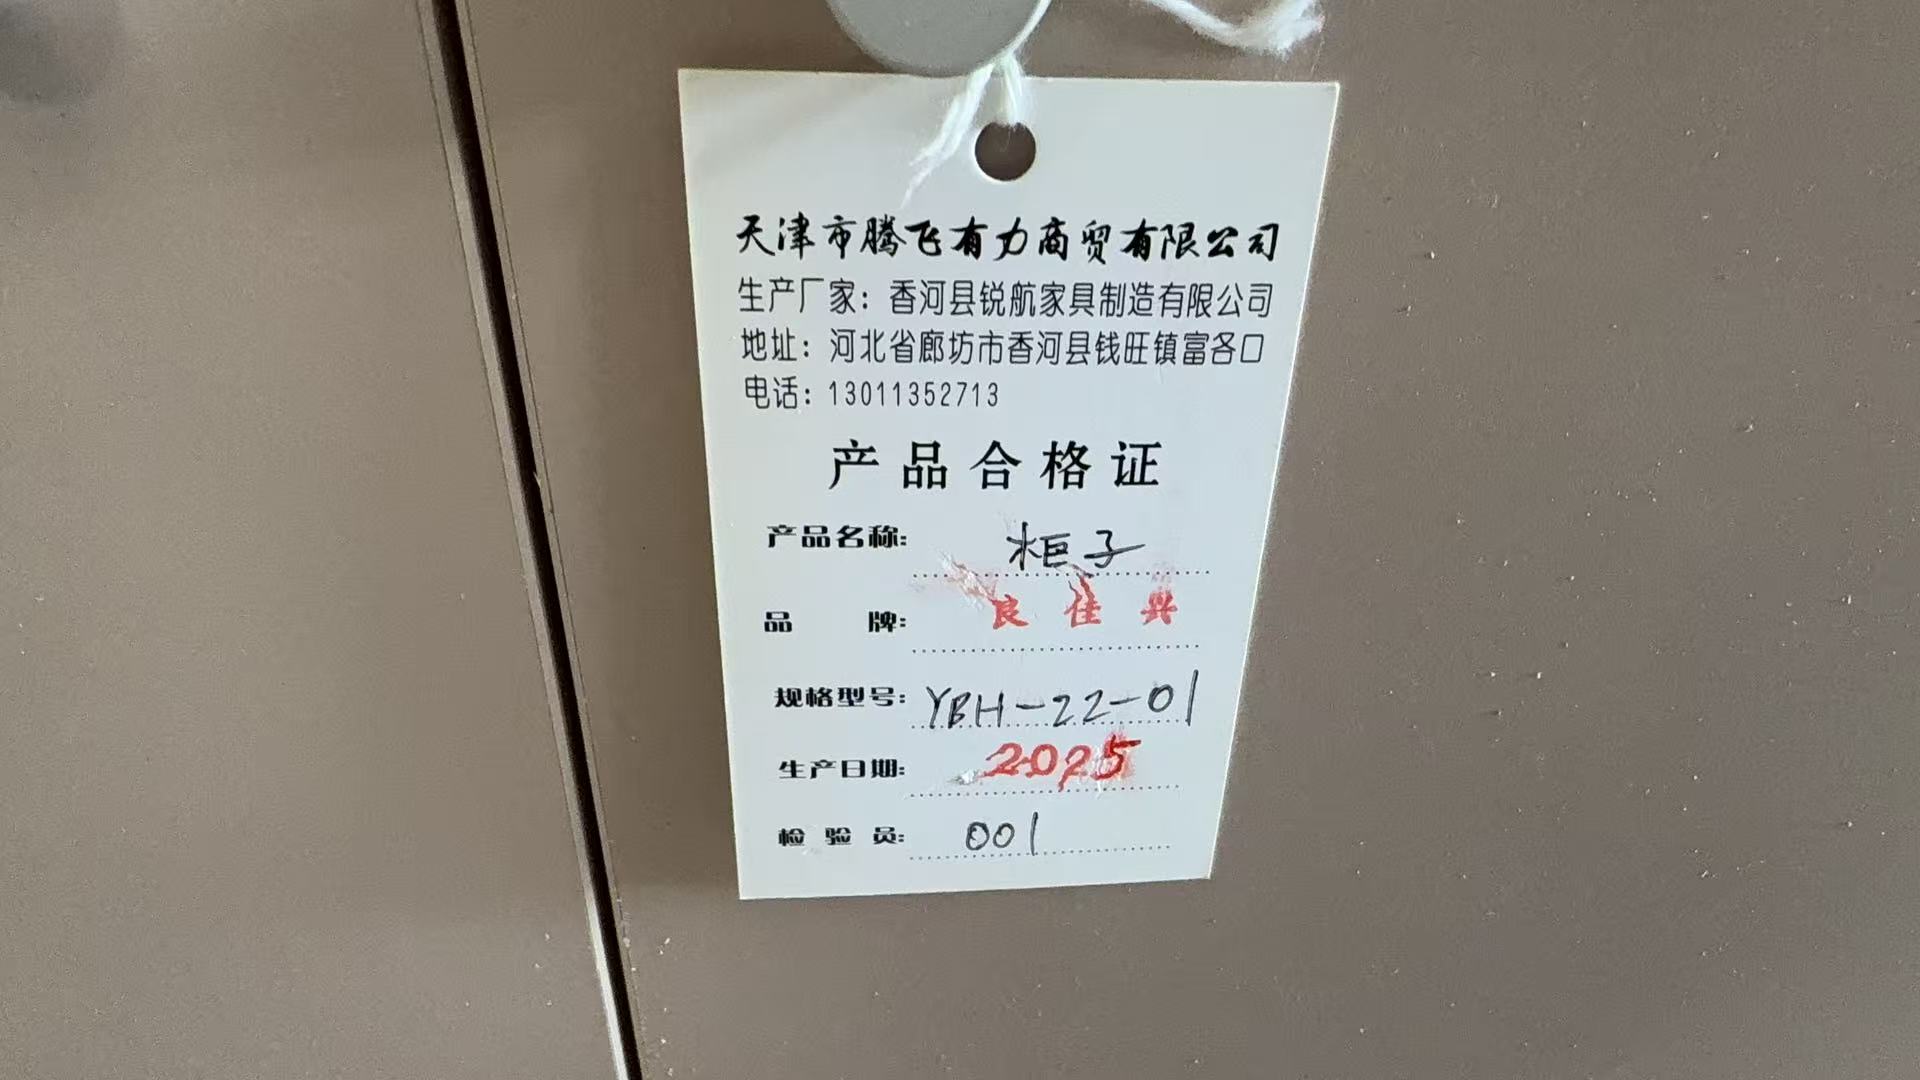 天津市腾飞有力商贸有限公司
生产厂家：香河县锐航家具制造有限公司
地址：河北省廊坊市香河县钱旺镇富各口
电话：13011352713
产品合格证
产品名称：柜子
品牌：良佳兴
规格型号：YBH-22-01
生产日期：2025
检验员：001